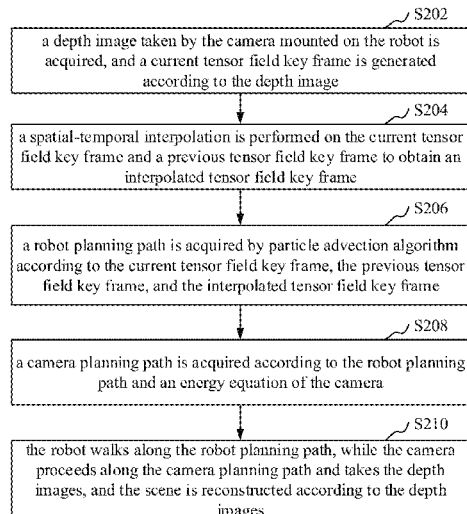 S202
a depth image taken by the camera mounted on the robot is
acquired, and a current tensor field key frame is generated
according to the depth image
S204
a spatial-temporal interpolation is performed on the current tensor
field key frame and a previous tensor field key frame to obtain an
interpolated tensor field key frame
S206
a robot planning path is acquired by particle advection algorithm
according to the current tensor field key frame, the previous tensor
field key frame, and the interpolated tensor field key frame
S208
a camera planning path is acquired according to the robot planning
path and an energy equation of the camera
S210
the robot walks along the robot planning path, while the camera
proceeds along the camera planning path and takes the depth
images, and the scene is reconstructed according to the depth
images